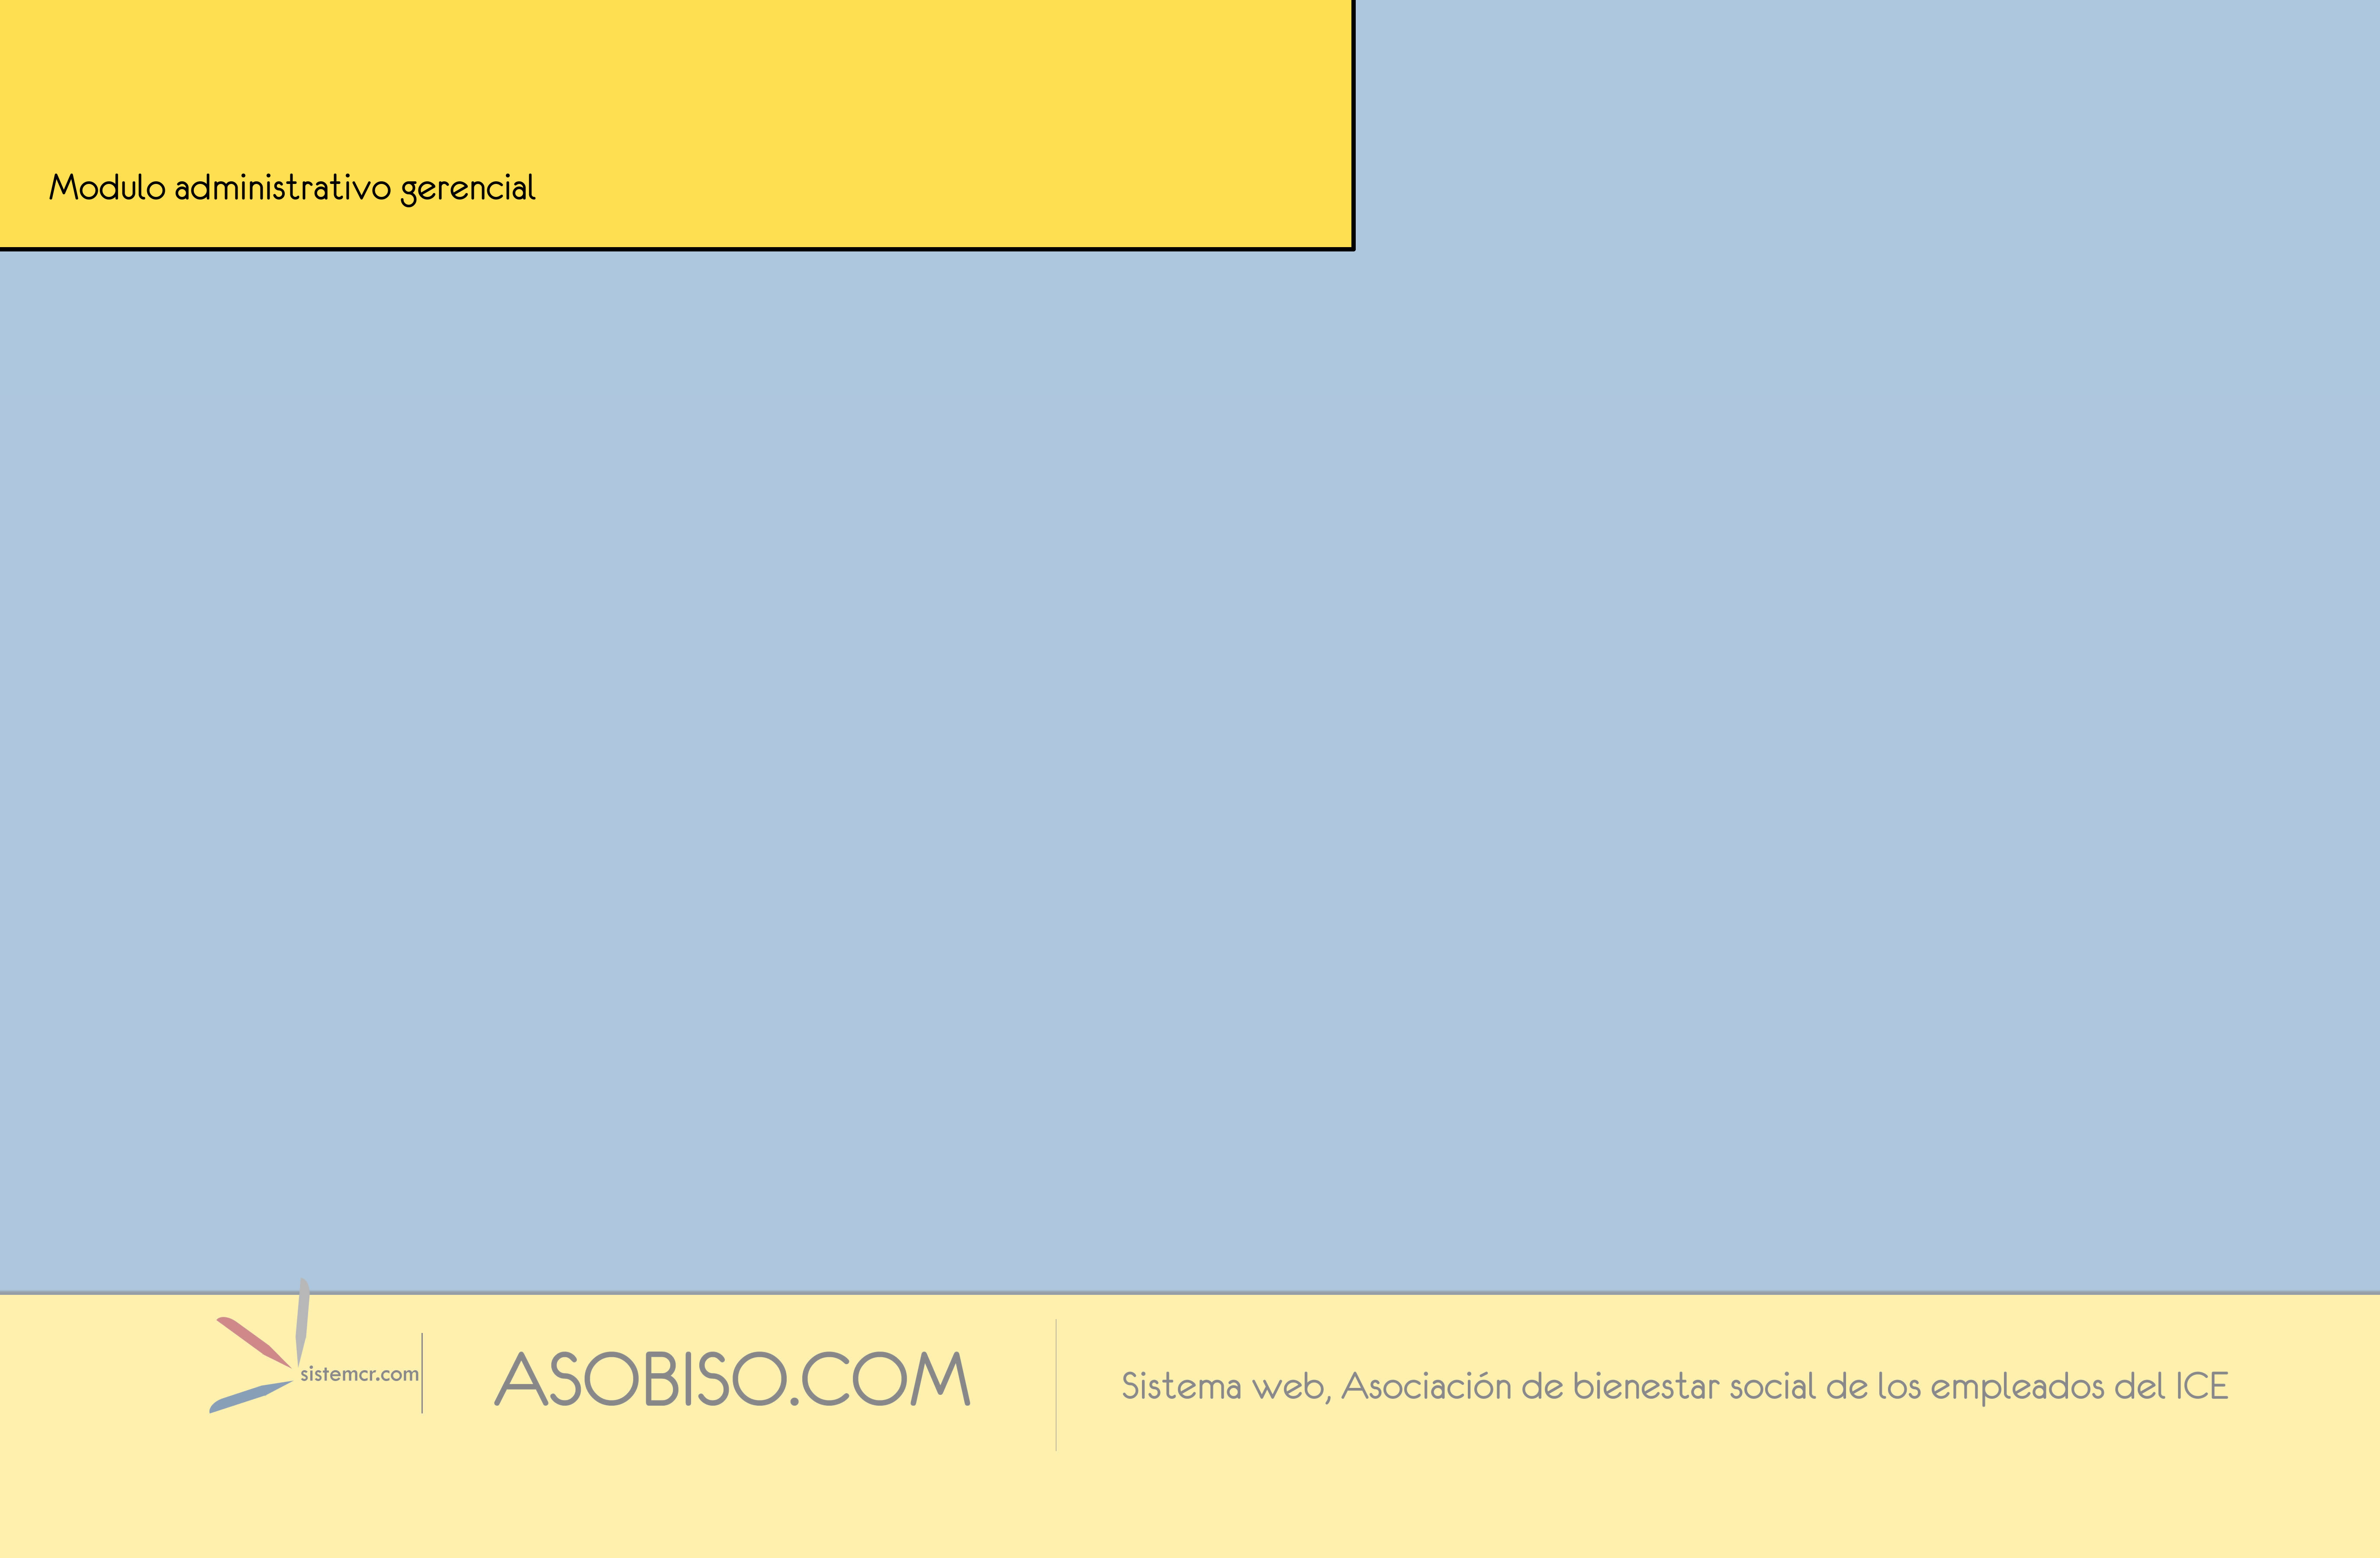 Modulo administrativo gerencial
sistemcr.com
ASOBISO.COM
Sistema web, Asociación de bienestar social de los empleados del ICE